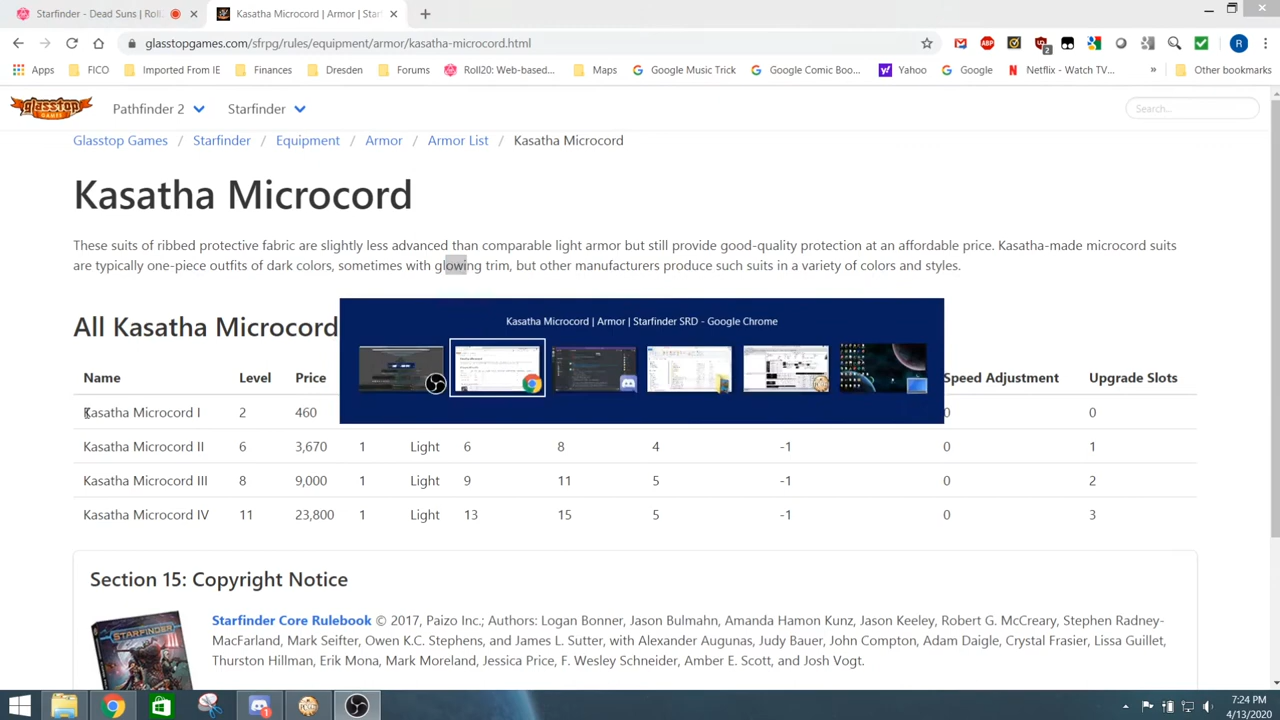 Starfinder - Dead Suns | Roll
Kasatha Microcord | Armor | Star
glasstopgames.com/sfrpg/rules/equipment/armor/kasatha-microcord.html
ABP
2
R
Apps FICO Imported From IE Finances Dresden Forums Roll20: Web-based... Maps Google Music Trick Google Comic Boo... Yahoo Google Netflix - Watch TV... » Other bookmarks
glasstop GAMES Pathfinder 2 Starfinder Search...
Glasstop Games / Starfinder / Equipment / Armor / Armor List / Kasatha Microcord
Kasatha Microcord
These suits of ribbed protective fabric are slightly less advanced than comparable light armor but still provide good-quality protection at an affordable price. Kasatha-made microcord suits
are typically one-piece outfits of dark colors, sometimes with glowing trim, but other manufacturers produce such suits in a variety of colors and styles.
All Kasatha Microcord
Kasatha Microcord | Armor | Starfinder SRD - Google Chrome
Name Level Price Speed Adjustment Upgrade Slots
Kasatha Microcord I 2 460 0 0
Kasatha Microcord II 6 3,670 1 Light 6 8 4 -1 0 1
Kasatha Microcord III 8 9,000 1 Light 9 11 5 -1 0 2
Kasatha Microcord IV 11 23,800 1 Light 13 15 5 -1 0 3
Section 15: Copyright Notice
STARFINDER
Starfinder Core Rulebook © 2017, Paizo Inc.; Authors: Logan Bonner, Jason Bulmahn, Amanda Hamon Kunz, Jason Keeley, Robert G. McCreary, Stephen Radney-
MacFarland, Mark Seifter, Owen K.C. Stephens, and James L. Sutter, with Alexander Augunas, Judy Bauer, John Compton, Adam Daigle, Crystal Frasier, Lissa Guillet,
Thurston Hillman, Erik Mona, Mark Moreland, Jessica Price, F. Wesley Schneider, Amber E. Scott, and Josh Vogt.
7:24 PM
4/13/2020